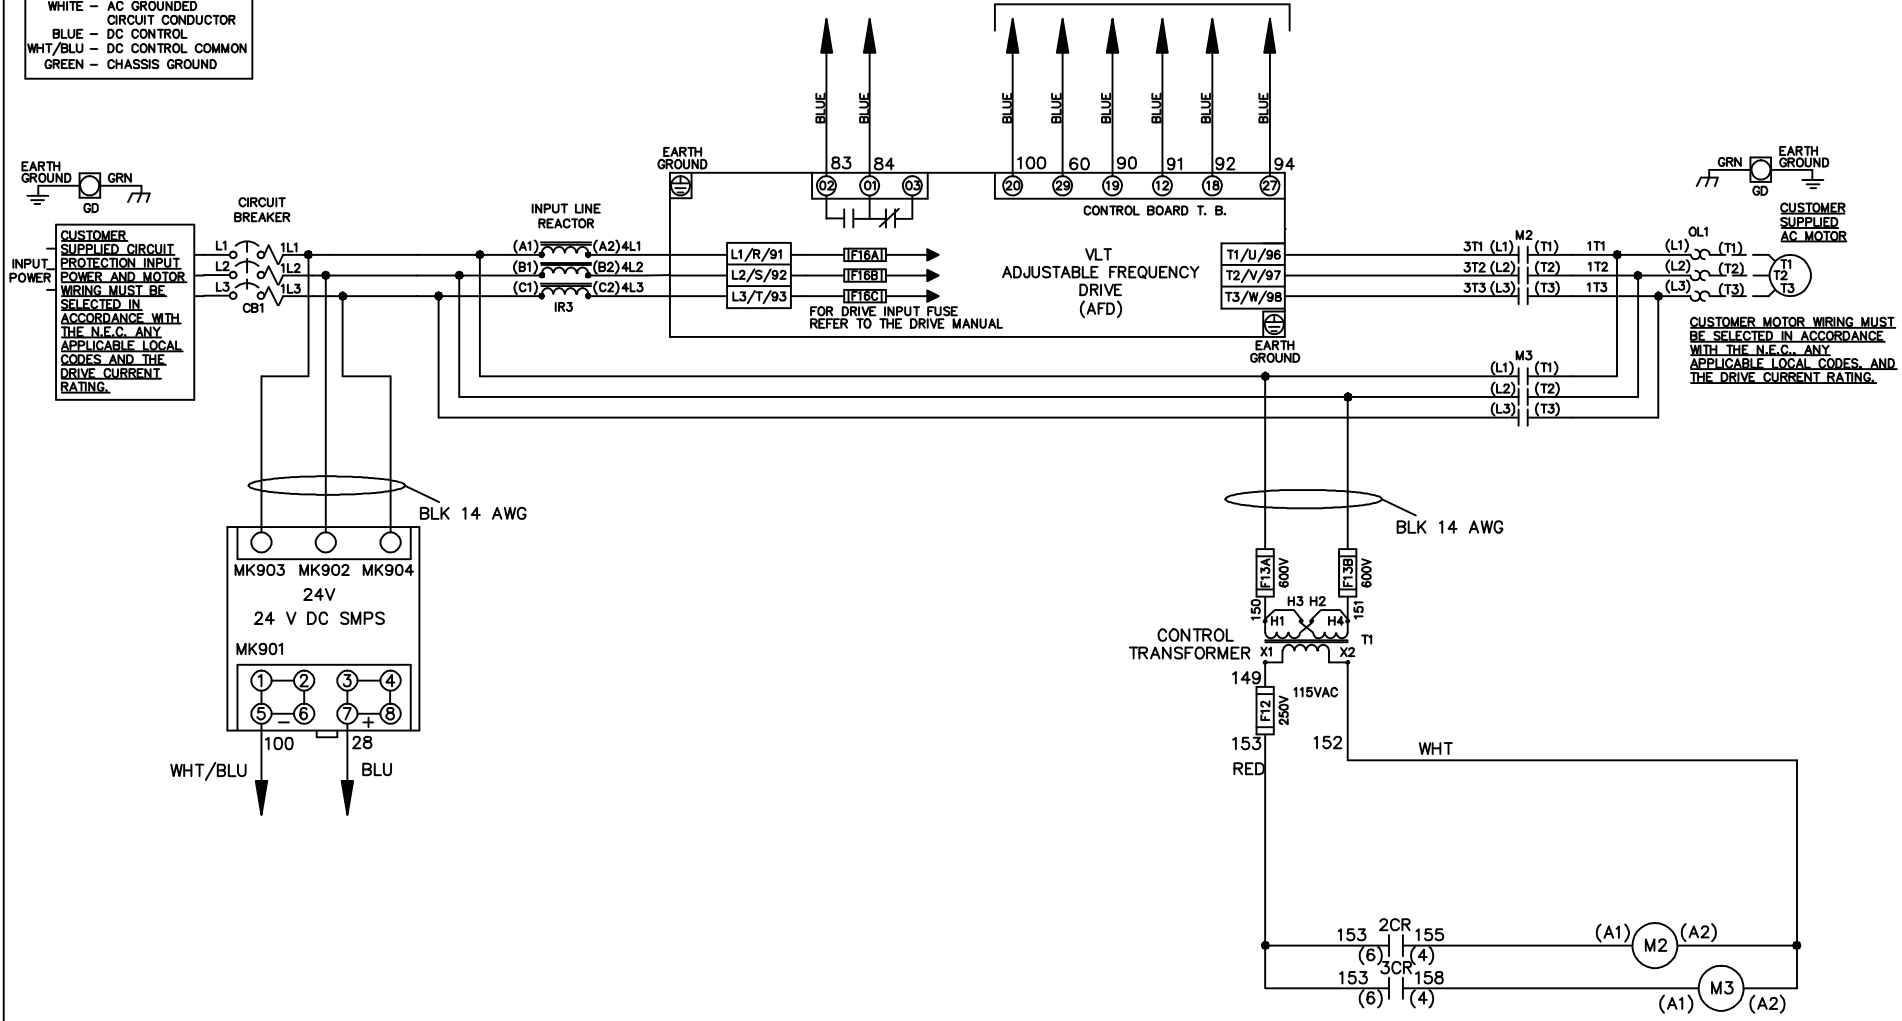 WHITE – AC GROUNDED
CIRCUIT CONDUCTOR
BLUE – DC CONTROL
WHT/BLU – DC CONTROL COMMON
GREEN – CHASSIS GROUND
BLUE
BLUE
BLUE
BLUE
BLUE
BLUE
BLUE
BLUE
EARTH
GROUND
GRN
GD
CIRCUIT
BREAKER
INPUT
POWER
CUSTOMER
SUPPLIED CIRCUIT
PROTECTION INPUT
POWER AND MOTOR
WIRING MUST BE
SELECTED IN
ACCORDANCE WITH
THE N.E.C. ANY
APPLICABLE LOCAL
CODES AND THE
DRIVE CURRENT
RATING.
L1 1L1
L2 1L2
L3 1L3
CB1
INPUT LINE
REACTOR
(A1) (A2) 4L1
(B1) (B2) 4L2
(C1) (C2) 4L3
IR3
EARTH
GROUND
83 84
02 01 03
100 60 90 91 92 94
20 29 19 12 18 27
CONTROL BOARD T. B.
L1/R/91 F16A
L2/S/92 F16B
L3/T/93 F16C
FOR DRIVE INPUT FUSE
REFER TO THE DRIVE MANUAL
VLT
ADJUSTABLE FREQUENCY
DRIVE
(AFD)
T1/U/96
T2/V/97
T3/W/98
EARTH
GROUND
M2
3T1 (L1) (T1) 1T1
3T2 (L2) (T2) 1T2
3T3 (L3) (T3) 1T3
OL1
(L1) (T1)
(L2) (T2)
(L3) (T3)
T1
T2
T3
GRN
EARTH
GROUND
GD
CUSTOMER
SUPPLIED
AC MOTOR
CUSTOMER MOTOR WIRING MUST
BE SELECTED IN ACCORDANCE
WITH THE N.E.C., ANY
APPLICABLE LOCAL CODES, AND
THE DRIVE CURRENT RATING.
M3
(L1) (T1)
(L2) (T2)
(L3) (T3)
BLK 14 AWG
MK903 MK902 MK904
24V
24 V DC SMPS
MK901
1 2 3 4
5 6 7 8
– +
100 28
WHT/BLU BLU
BLK 14 AWG
F13A 600V
F13B 600V
150 151
H3 H2
H1 H4
T1
CONTROL
TRANSFORMER
X1 X2
149
115VAC
F12 250V
153 152
RED
WHT
2CR
153 155
(6) (4)
(A1) M2 (A2)
3CR
153 158
(6) (4)
(A1) M3 (A2)